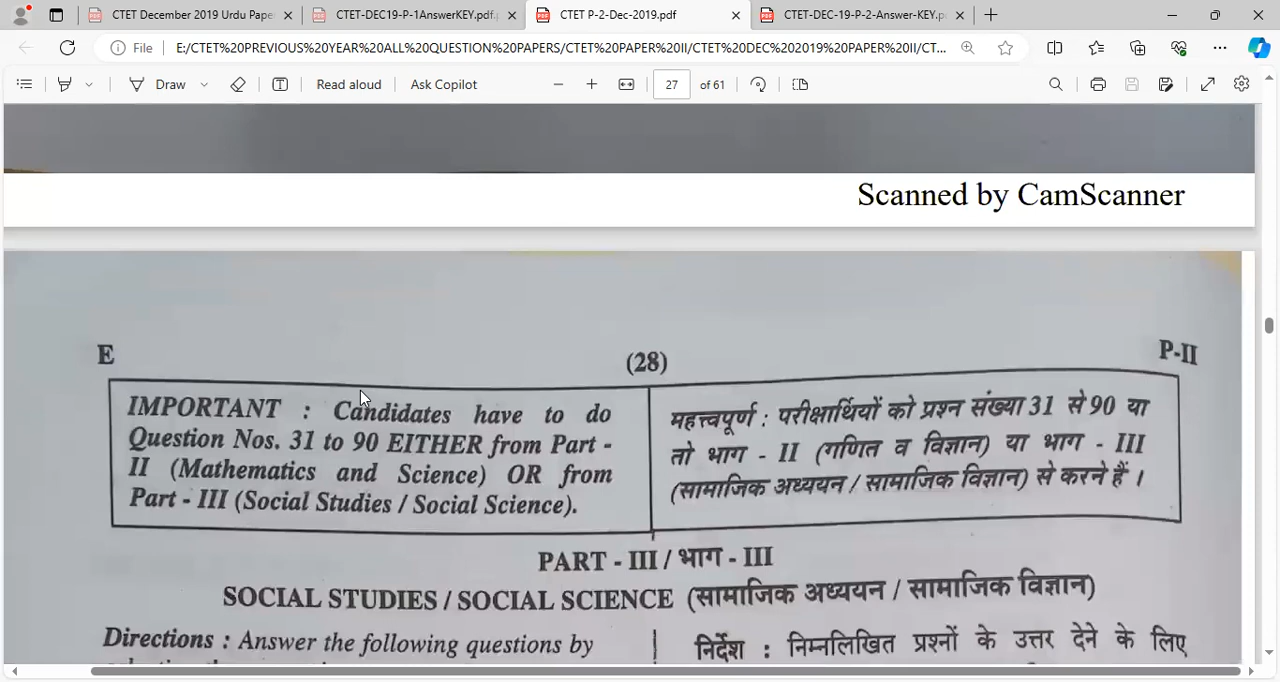 CTET December 2019 Urdu Pape
CTET-DEC19-P-1AnswerKEY.pdf
CTET P-2-Dec-2019.pdf
CTET-DEC-19-P-2-Answer-KEY.p
File
E:/CTET%20PREVIOUS%20YEAR%20ALL%20QUESTION%20PAPERS/CTET%20PAPER%20II/CTET%20DEC%202019%20PAPER%20II/CT...
Draw
Read aloud
Ask Copilot
27 of 61
Scanned by CamScanner
E
(28)
P-II
IMPORTANT : Candidates have to do
Question Nos. 31 to 90 EITHER from Part -
II (Mathematics and Science) OR from
Part - III (Social Studies / Social Science).
महत्त्वपूर्ण : परीक्षार्थियों को प्रश्न संख्या 31 से 90 या
तो भाग - II (गणित व विज्ञान) या भाग - III
(सामाजिक अध्ययन / सामाजिक विज्ञान) से करने हैं ।
PART - III / भाग - III
SOCIAL STUDIES / SOCIAL SCIENCE (सामाजिक अध्ययन / सामाजिक विज्ञान)
Directions : Answer the following questions by
निर्देश : निम्नलिखित प्रश्नों के उत्तर देने के लिए